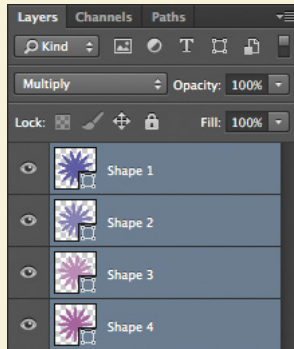 Layers Channels Paths
Kind T
Multiply Opacity: 100%
Lock: Fill: 100%
Shape 1
Shape 2
Shape 3
Shape 4